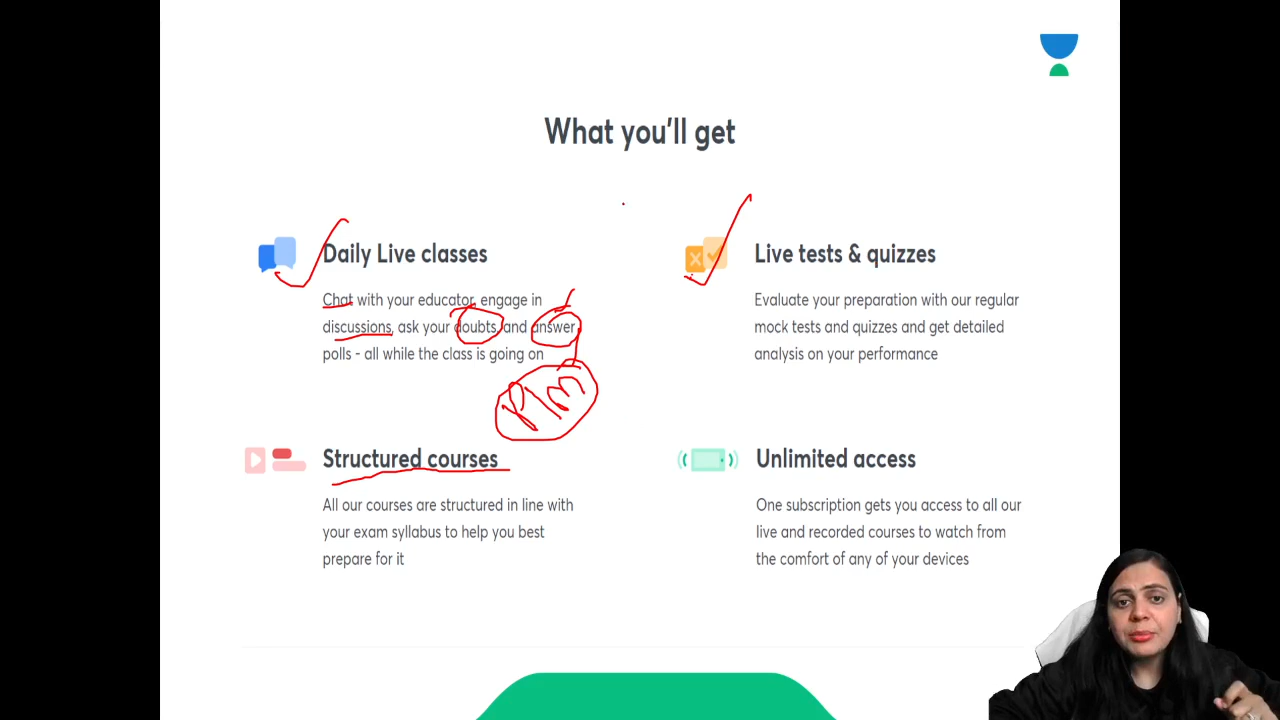 What you'll get
Daily Live classes
Chat with your educator, engage in
discussions, ask your doubts, and answer
polls - all while the class is going on
Live tests & quizzes
Evaluate your preparation with our regular
mock tests and quizzes and get detailed
analysis on your performance
Structured courses
All our courses are structured in line with
your exam syllabus to help you best
prepare for it
Unlimited access
One subscription gets you access to all our
live and recorded courses to watch from
the comfort of any of your devices